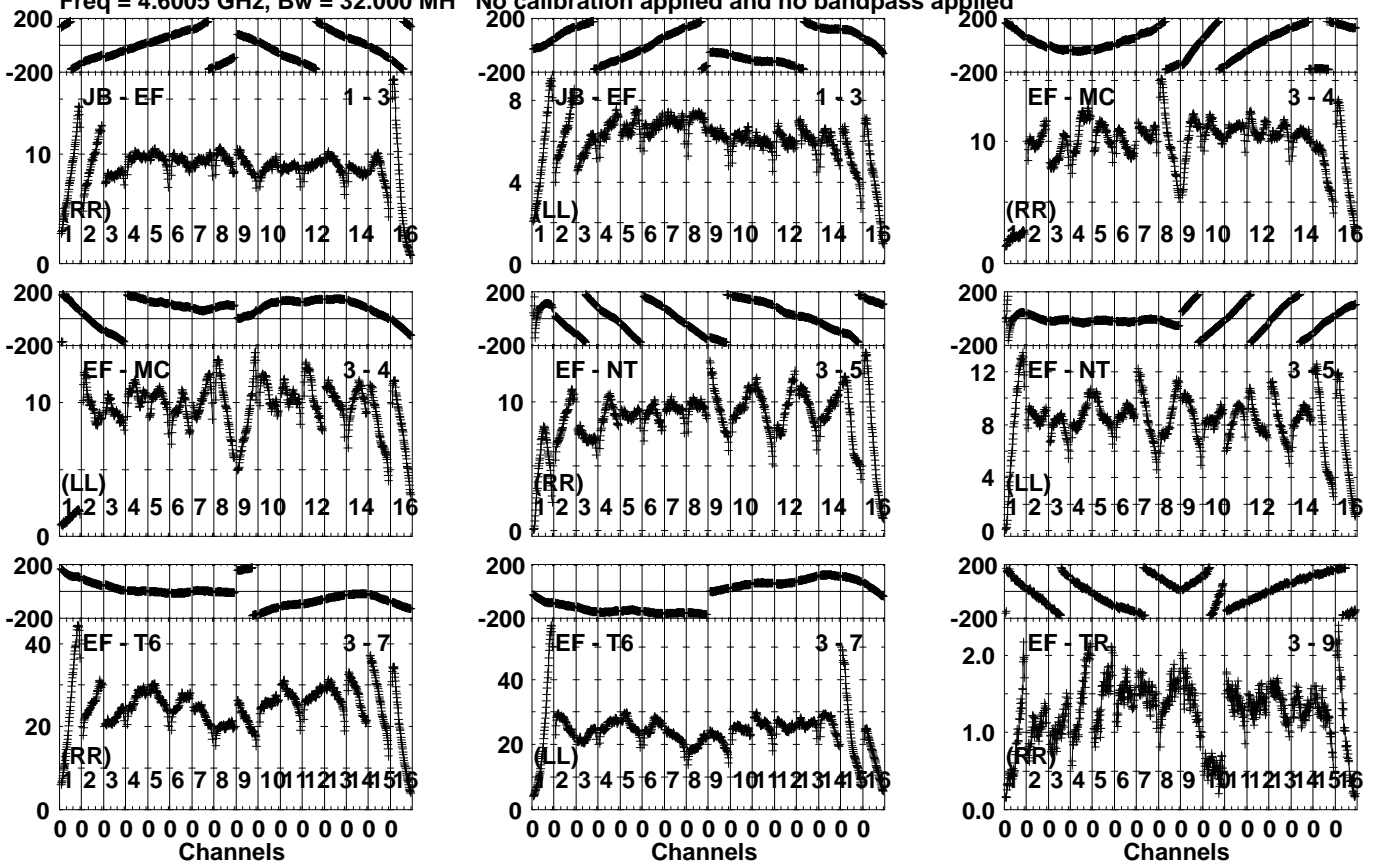 Freq = 4.6005 GHz, Bw = 32.000 MH No calibration applied and no bandpass applied
200
-200
JB - EF 1 - 3
10
(RR)
1 2 3 4 5 6 7 8 9 10 12 14 16
0
200
-200
JB - EF 1 - 3
8
4
(LL)
1 2 3 4 5 6 7 8 9 10 12 14 16
0
200
-200
EF - MC 3 - 4
10
(RR)
1 2 3 4 5 6 7 8 9 10 12 14 16
0
200
-200
EF - MC 3 - 4
10
(LL)
1 2 3 4 5 6 7 8 9 10 12 14 16
0
200
-200
EF - NT 3 - 5
10
(RR)
1 2 3 4 5 6 7 8 9 10 12 14 16
0
200
-200
EF - NT 3 - 5
12
8
4
(LL)
1 2 3 4 5 6 7 8 9 10 12 14 16
0
200
-200
EF - T6 3 - 7
40
20
(RR)
1 2 3 4 5 6 7 8 9 10 11 12 13 14 15 16
0
0 0 0 0 0 0 0 0 0 0 0 0 0 0 0 0
Channels
200
-200
EF - T6 3 - 7
40
20
(LL)
1 2 3 4 5 6 7 8 9 10 11 12 13 14 15 16
0
0 0 0 0 0 0 0 0 0 0 0 0 0 0 0 0
Channels
200
-200
EF - TR 3 - 9
2.0
1.0
(RR)
1 2 3 4 5 6 7 8 9 10 11 12 13 14 15 16
0.0
0 0 0 0 0 0 0 0 0 0 0 0 0 0 0 0
Channels